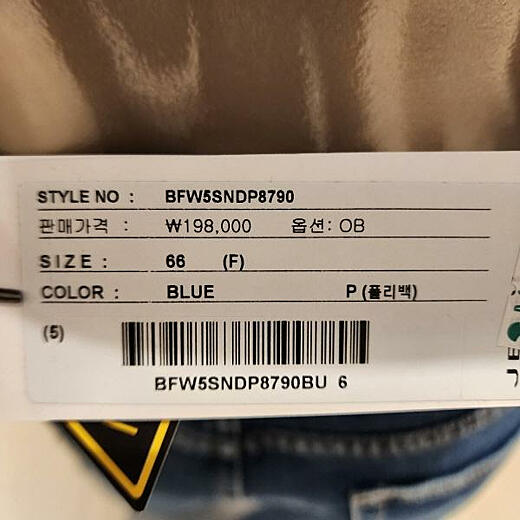 STYLE NO : BFW5SNDP8790
판매가격 : ₩198,000 옵션: OB
SIZE : 66 (F)
COLOR : BLUE P (폴리백)
(5)
BFW5SNDP8790BU 6